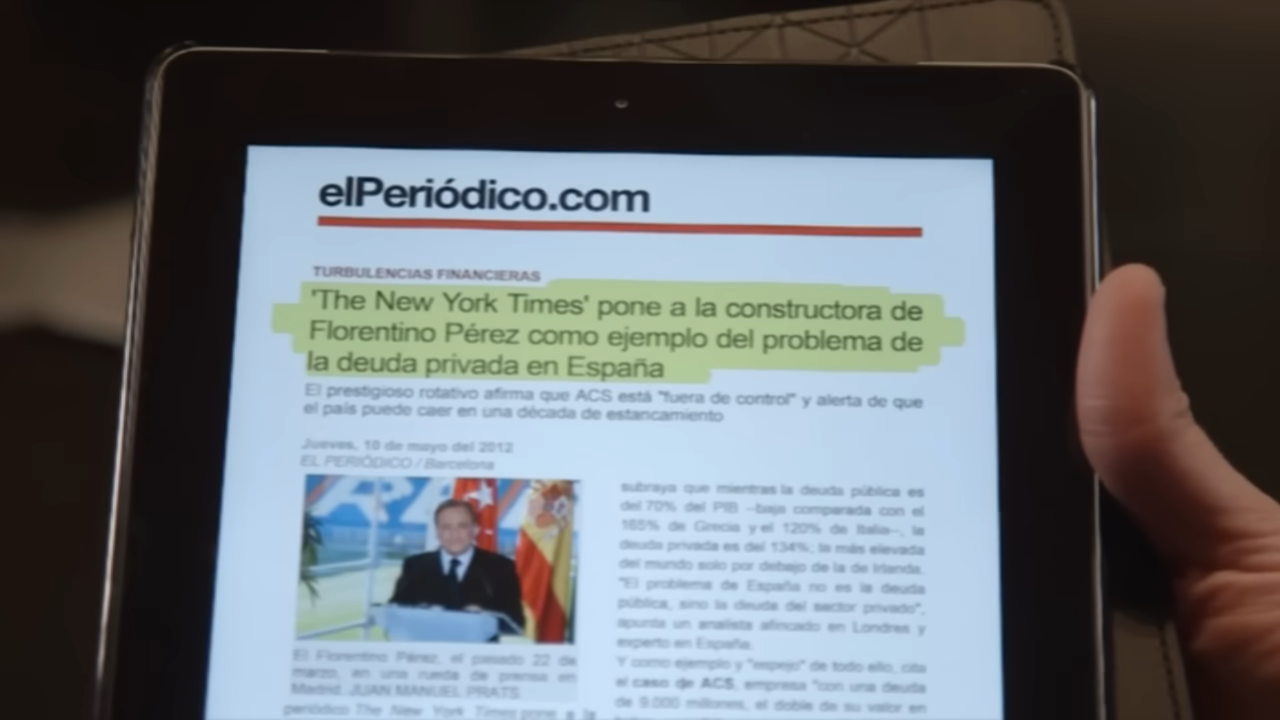 elPeriódico.com
TURBULENCIAS FINANCIERAS
'The New York Times' pone a la constructora de
Florentino Pérez como ejemplo del problema de
la deuda privada en España
El prestigioso rotativo afirma que ACS está "fuera de control" y alerta de que
el país puede caer en una década de estancamiento
Jueves, 10 de mayo del 2012
EL PERIÓDICO / Barcelona
El Florentino Pérez, el pasado 22 de
marzo, en una rueda de prensa en
Madrid. JUAN MANUEL PRATS
periódico The New York Times pone a la
subraya que mientras la deuda pública es
del 70% del PIB –baja comparada con el
165% de Grecia y el 120% de Italia–, la
deuda privada es del 134%; la más elevada
del mundo solo por debajo de la de Irlanda.
"El problema de España no es la deuda
pública, sino la deuda del sector privado",
apunta un analista afincado en Londres y
experto en España.
Y como ejemplo y "espejo" de todo ello, cita
el caso de ACS, empresa "con una deuda
de 9.000 millones, el doble de su valor en